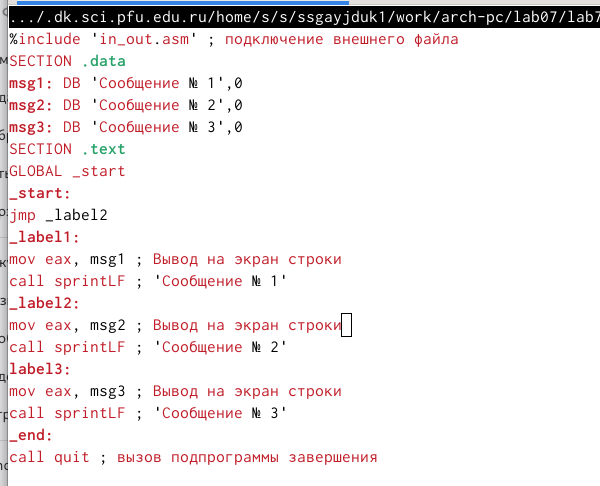 .../.dk.sci.pfu.edu.ru/home/s/s/ssgayjduk1/work/arch-pc/lab07/lab7
%include 'in_out.asm' ; подключение внешнего файла
SECTION .data
msg1: DB 'Сообщение № 1',0
msg2: DB 'Сообщение № 2',0
msg3: DB 'Сообщение № 3',0
SECTION .text
GLOBAL _start
_start:
jmp _label2
_label1:
mov eax, msg1 ; Вывод на экран строки
call sprintLF ; 'Сообщение № 1'
_label2:
mov eax, msg2 ; Вывод на экран строки
call sprintLF ; 'Сообщение № 2'
label3:
mov eax, msg3 ; Вывод на экран строки
call sprintLF ; 'Сообщение № 3'
_end:
call quit ; вызов подпрограммы завершения